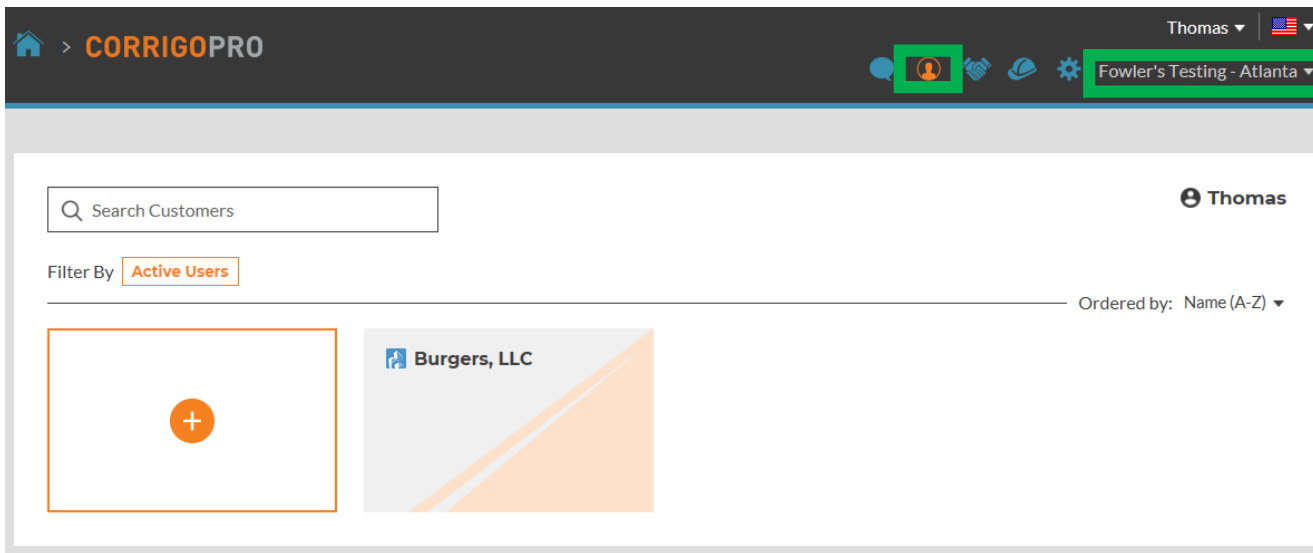 Thomas
> CORRIGOPRO
Fowler's Testing - Atlanta
Search Customers
Thomas
Filter By Active Users
Ordered by: Name (A-Z)
Burgers, LLC
+